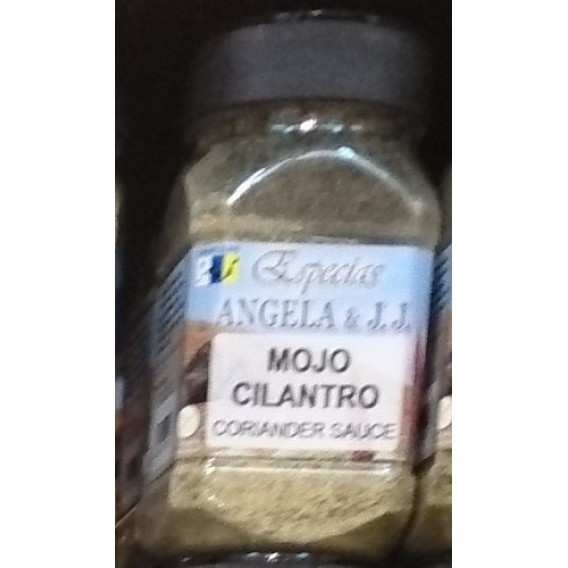 Especias
ANGELA & J.J.
MOJO
CILANTRO
CORIANDER SAUCE